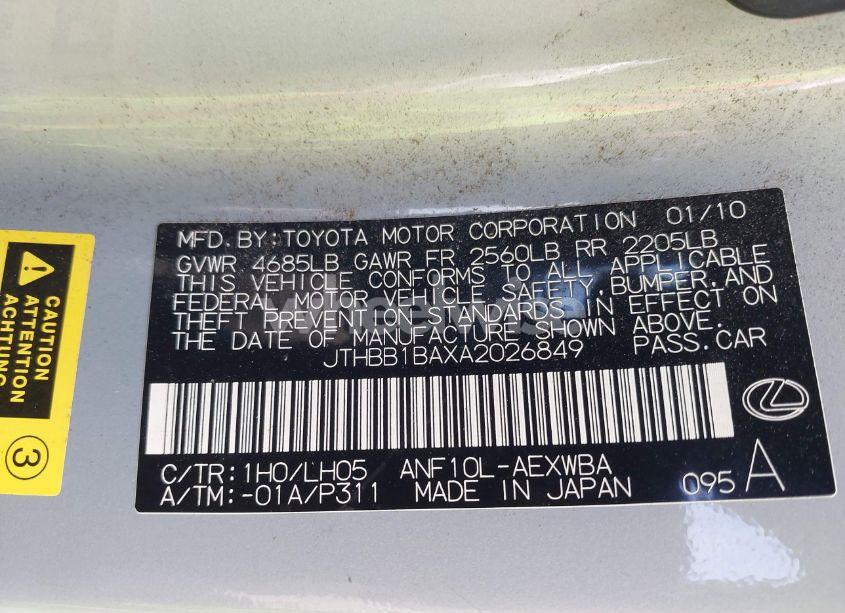 MFD.BY:TOYOTA MOTOR CORPORATION 01/10
GVWR 4685LB GAWR FR 2560LB RR 2205LB
THIS VEHICLE CONFORMS TO ALL APPLICABLE
FEDERAL MOTOR VEHICLE SAFETY,BUMPER,AND
THEFT PREVENTION STANDARDS IN EFFECT ON
THE DATE OF MANUFACTURE SHOWN ABOVE.
JTHBB1BAXA2026849 PASS.CAR
C/TR:1H0/LH05 ANF10L-AEXWBA
A/TM:-01A/P311 MADE IN JAPAN 095 A
CAUTION
ATTENTION
ACHTUNG
3